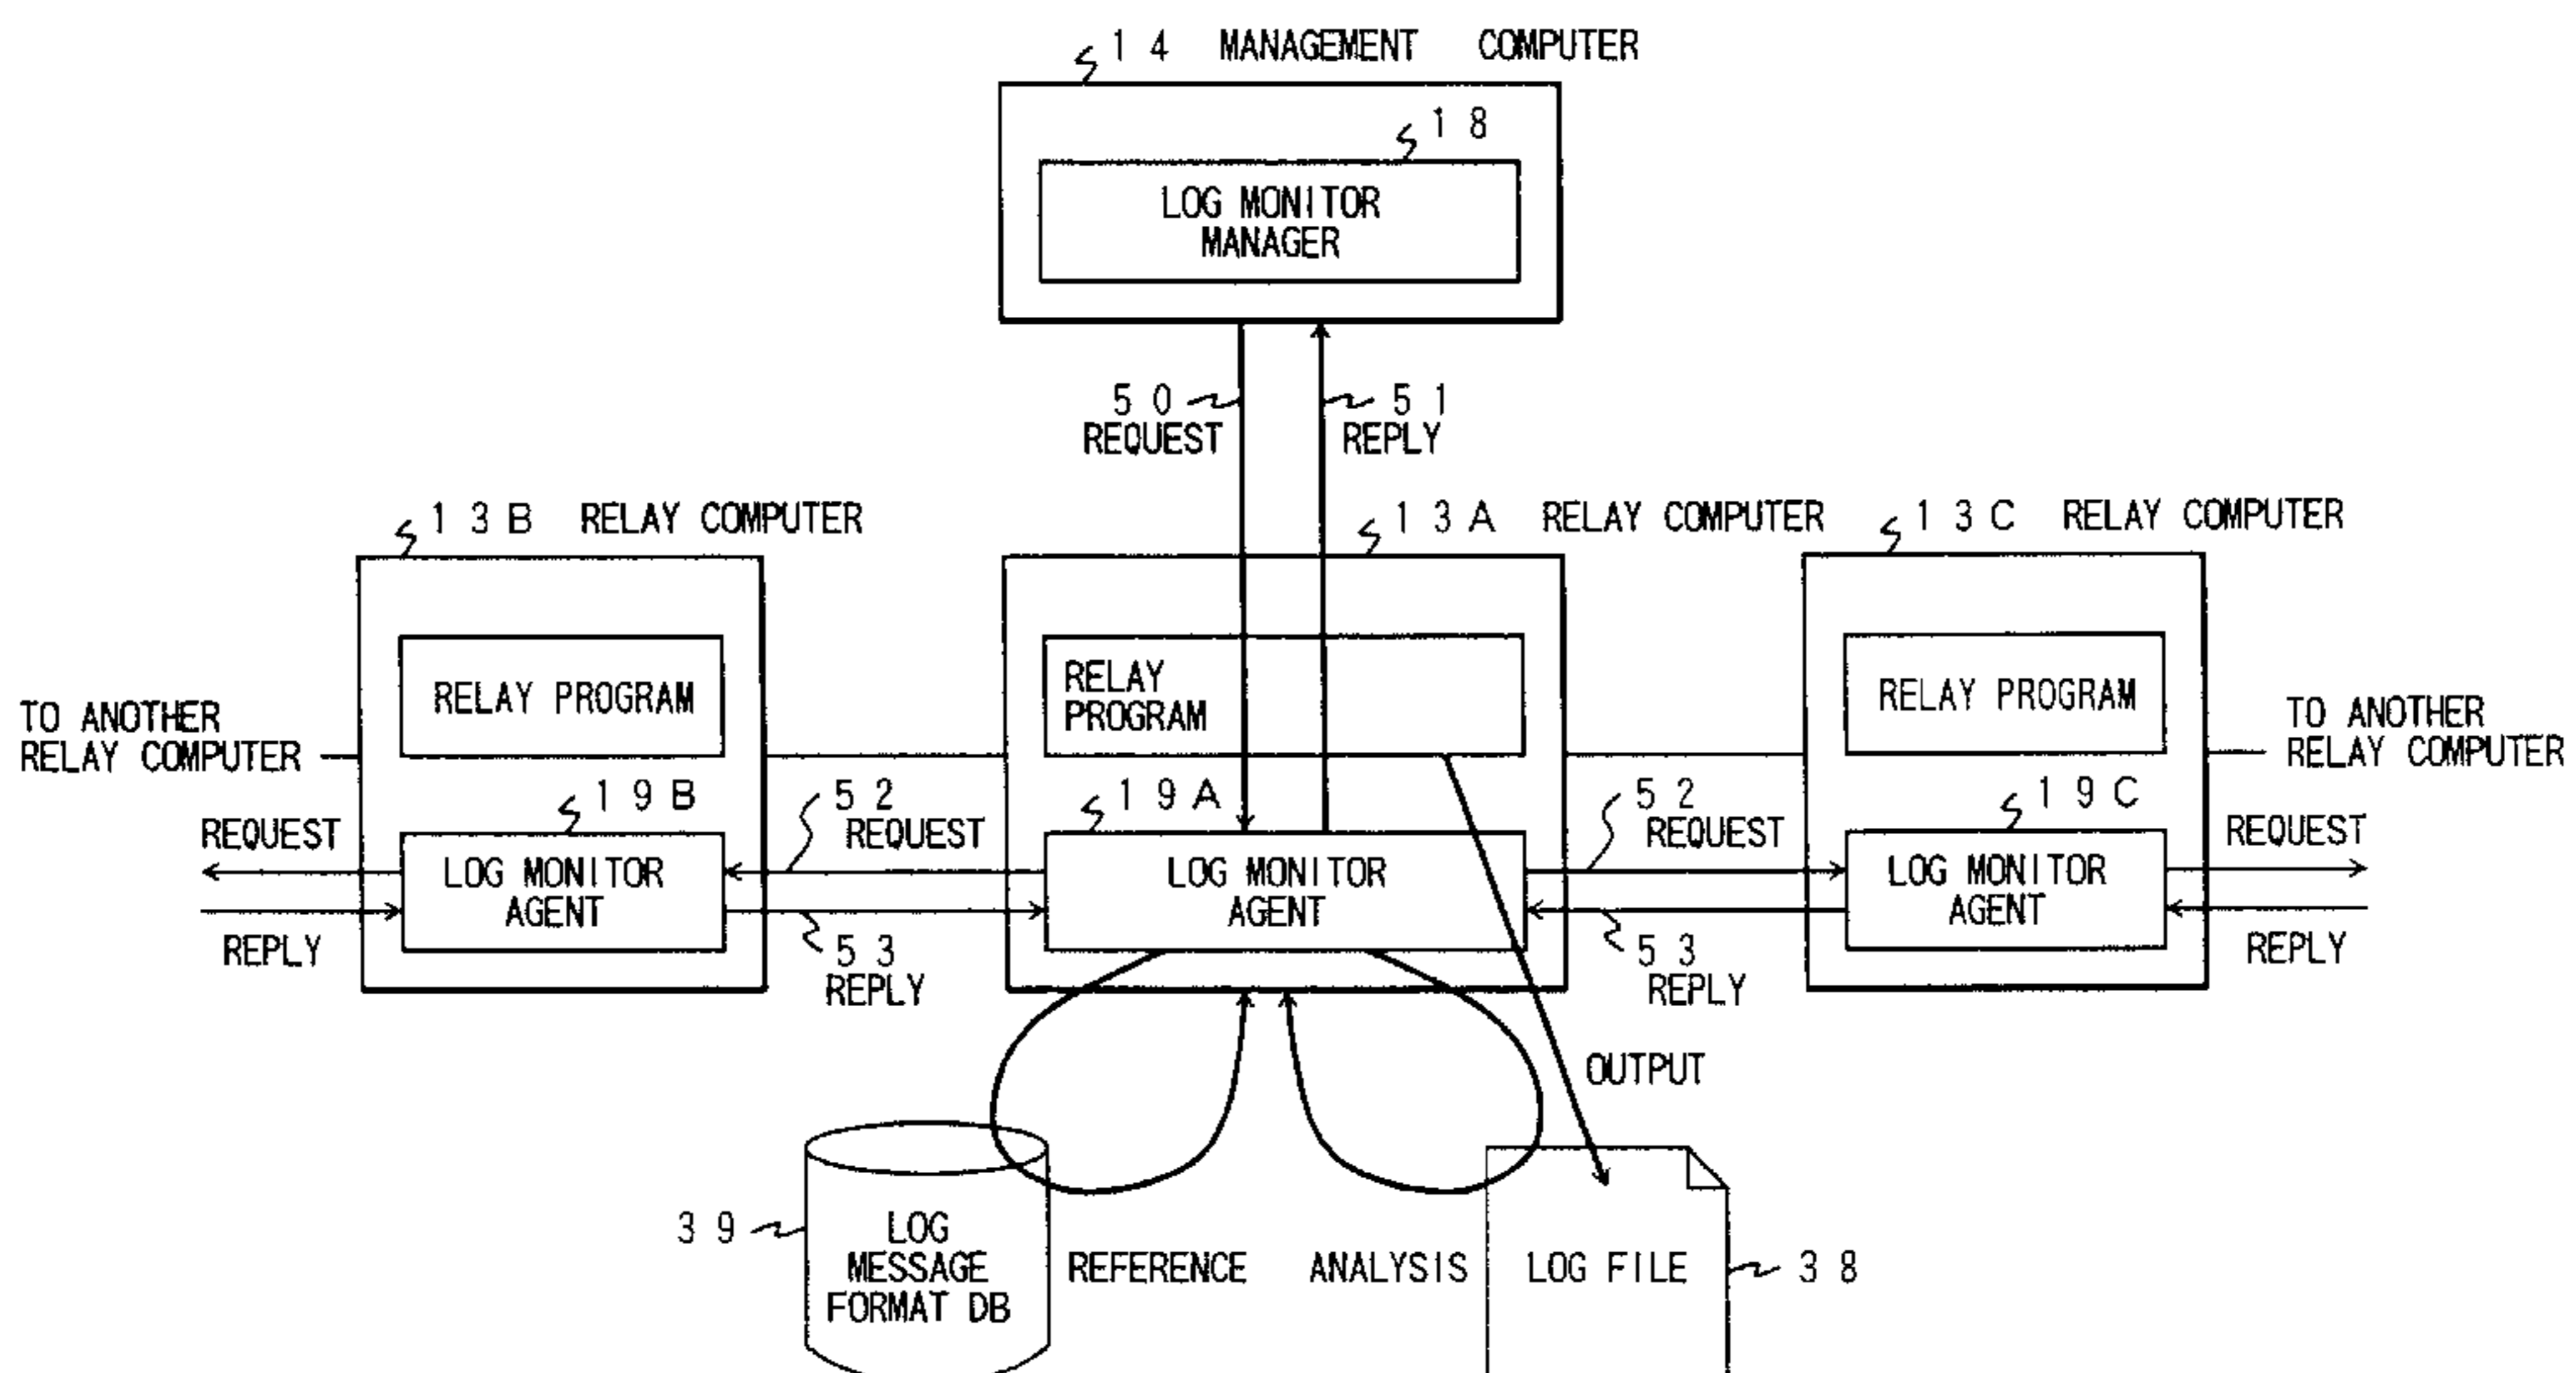 14 MANAGEMENT COMPUTER
18
LOG MONITOR
MANAGER
50
REQUEST
51
REPLY
13B RELAY COMPUTER
13A RELAY COMPUTER
13C RELAY COMPUTER
RELAY PROGRAM
RELAY
PROGRAM
RELAY PROGRAM
TO ANOTHER
RELAY COMPUTER
TO ANOTHER
RELAY COMPUTER
19B
52
REQUEST
19A
52
REQUEST
19C
REQUEST
REQUEST
LOG MONITOR
AGENT
LOG MONITOR
AGENT
LOG MONITOR
AGENT
REPLY
53
REPLY
53
REPLY
REPLY
OUTPUT
39
LOG
MESSAGE
FORMAT DB
REFERENCE
ANALYSIS
LOG FILE
38